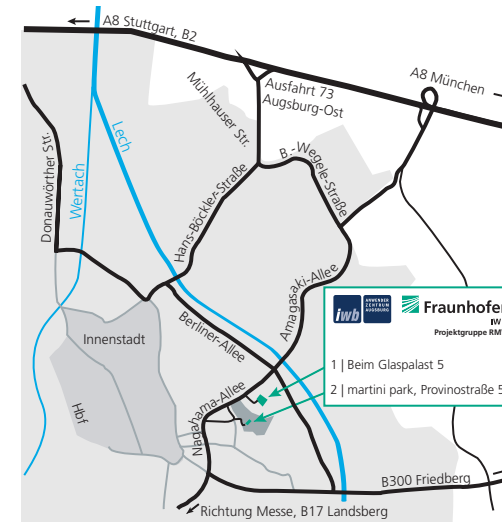 A8 Stuttgart, B2
A8 München
Ausfahrt 73
Augsburg-Ost
Mühlhauser Str.
Donauwörther Str.
Lech
Wertach
B.-Wegele-Straße
Hans-Böckler-Straße
Amagasaki-Allee
Berliner-Allee
Innenstadt
Hbf
Nagahama-Allee
iwb
ANWENDER
ZENTRUM
AUGSBURG
Fraunhofer
IW
Projektgruppe RM
1 | Beim Glaspalast 5
2 | martini park, Provinostraße 5
B300 Friedberg
Richtung Messe, B17 Landsberg